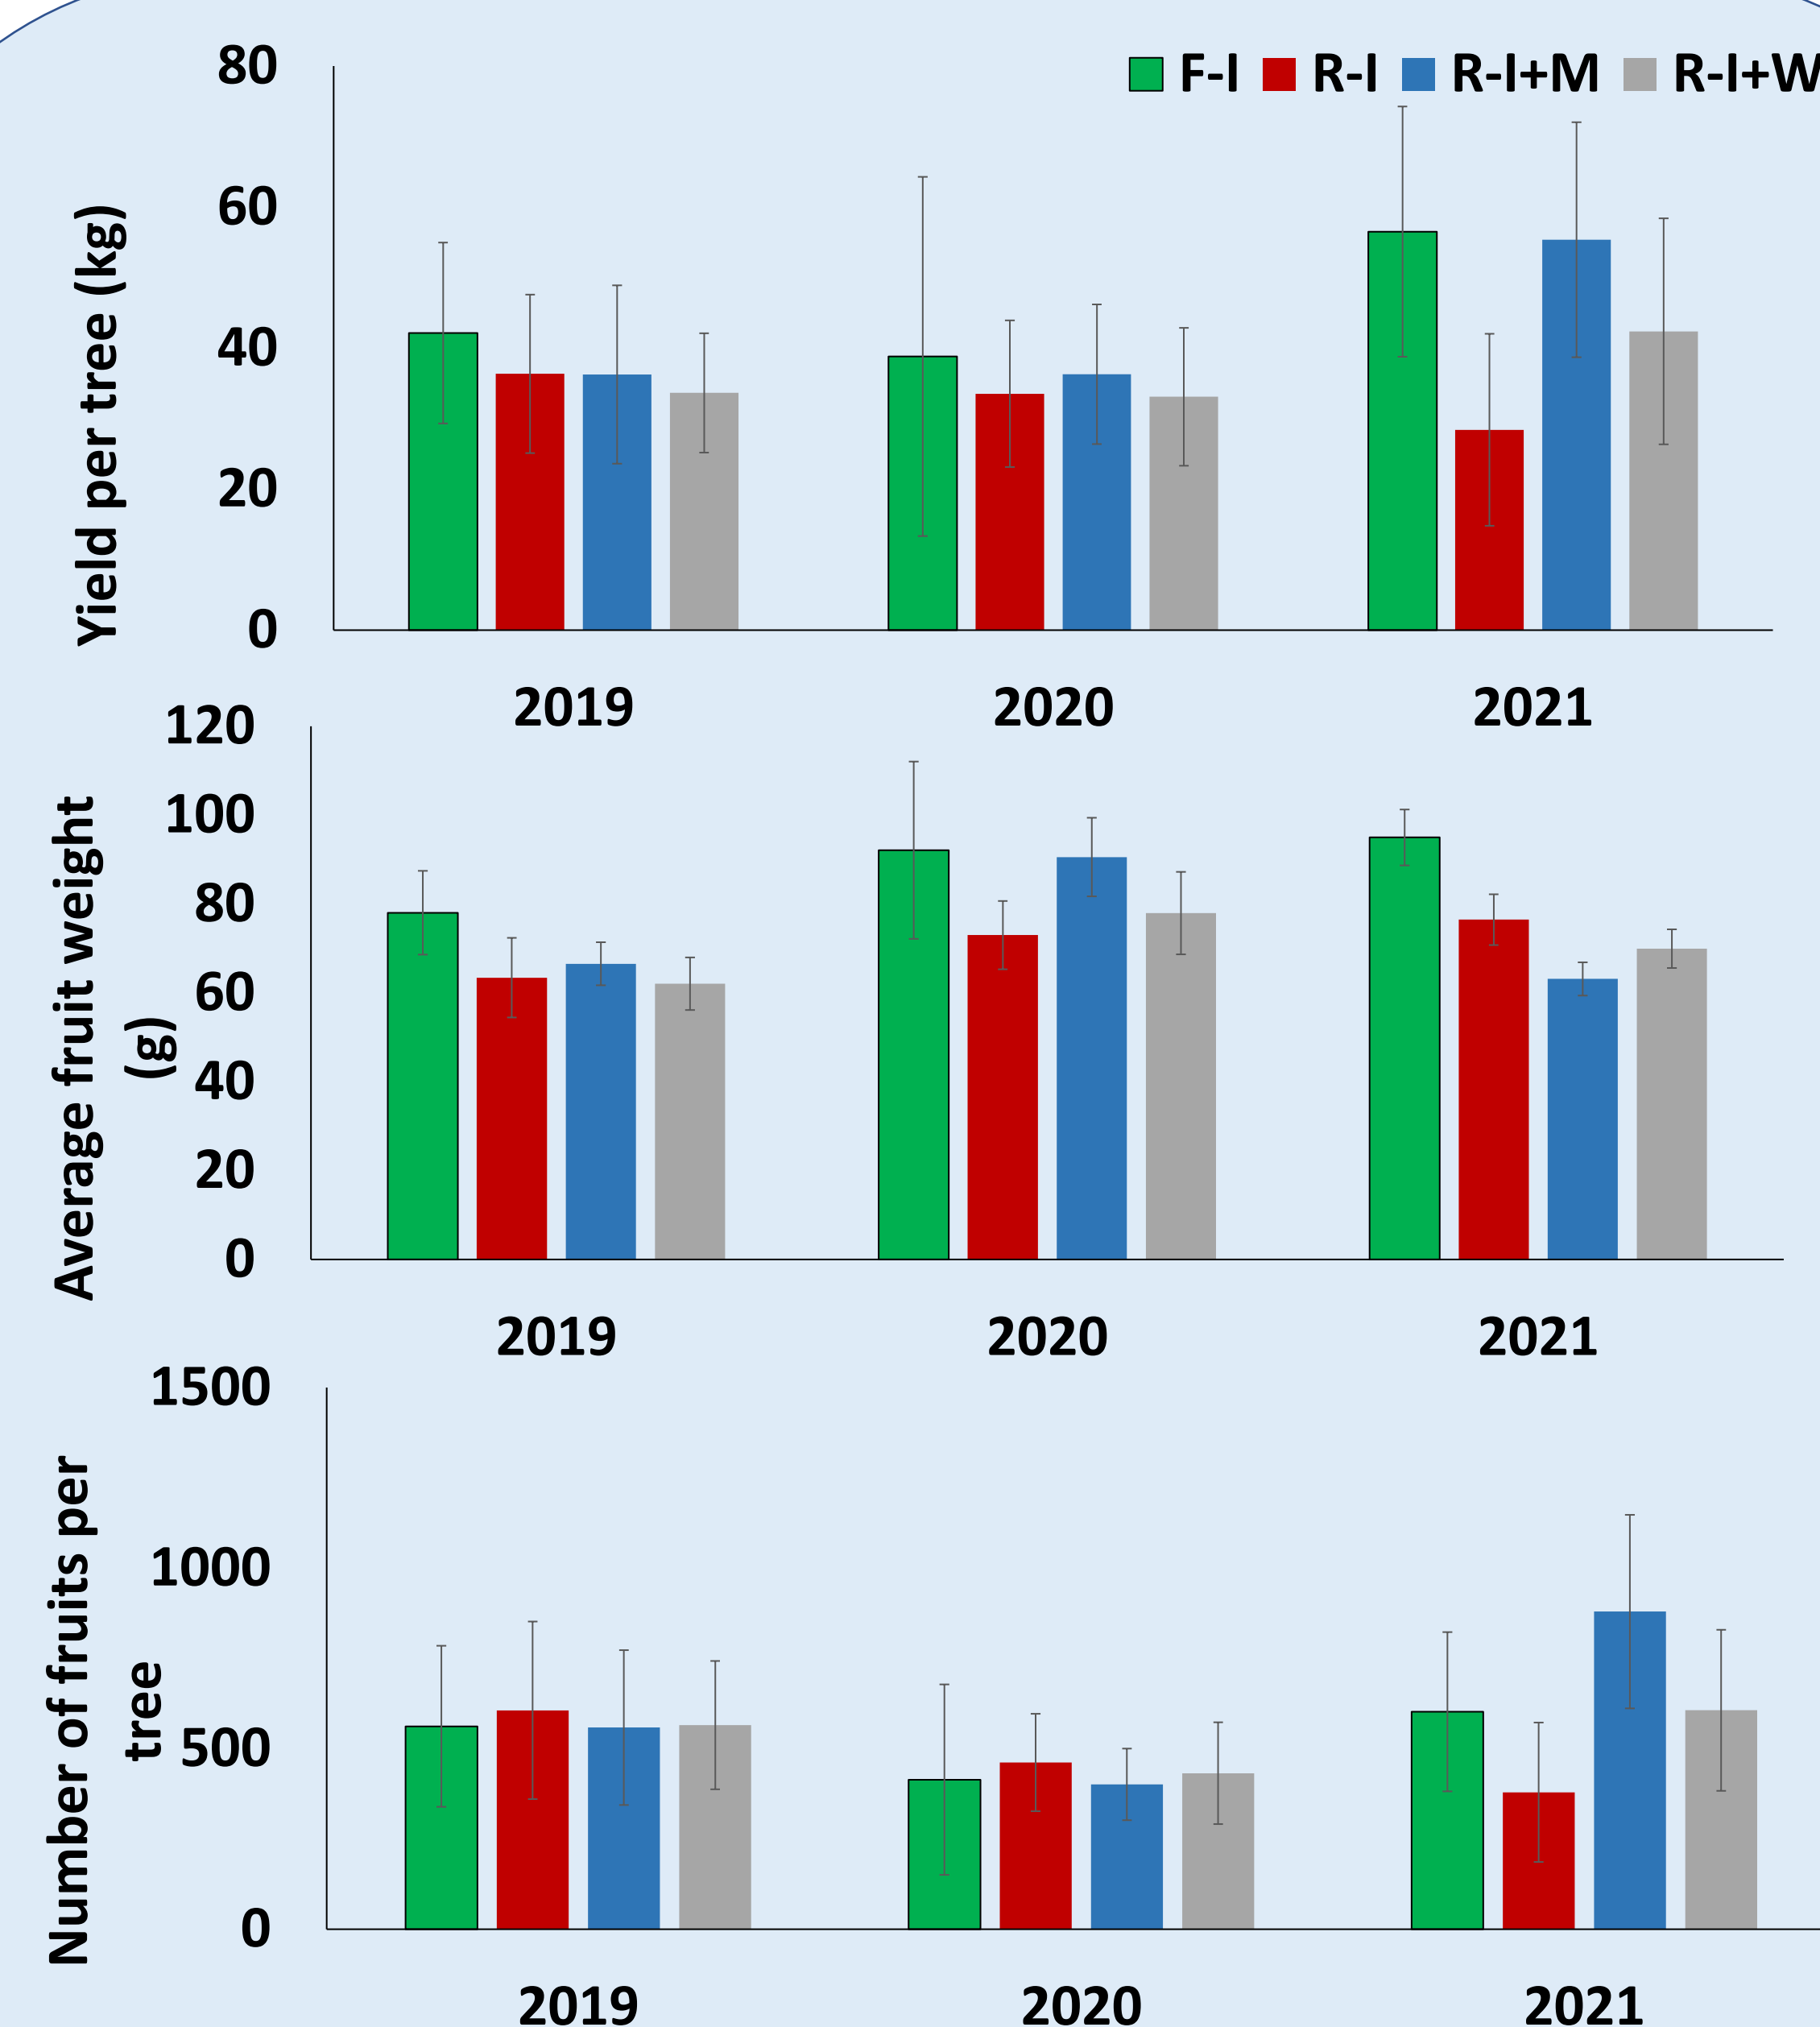 F-I R-I R-I+M R-I+W
Yield per tree (kg)
80
60
40
20
0
2019 2020 2021
Average fruit weight
(g)
120
100
80
60
40
20
0
2019 2020 2021
Number of fruits per
tree
1500
1000
500
0
2019 2020 2021